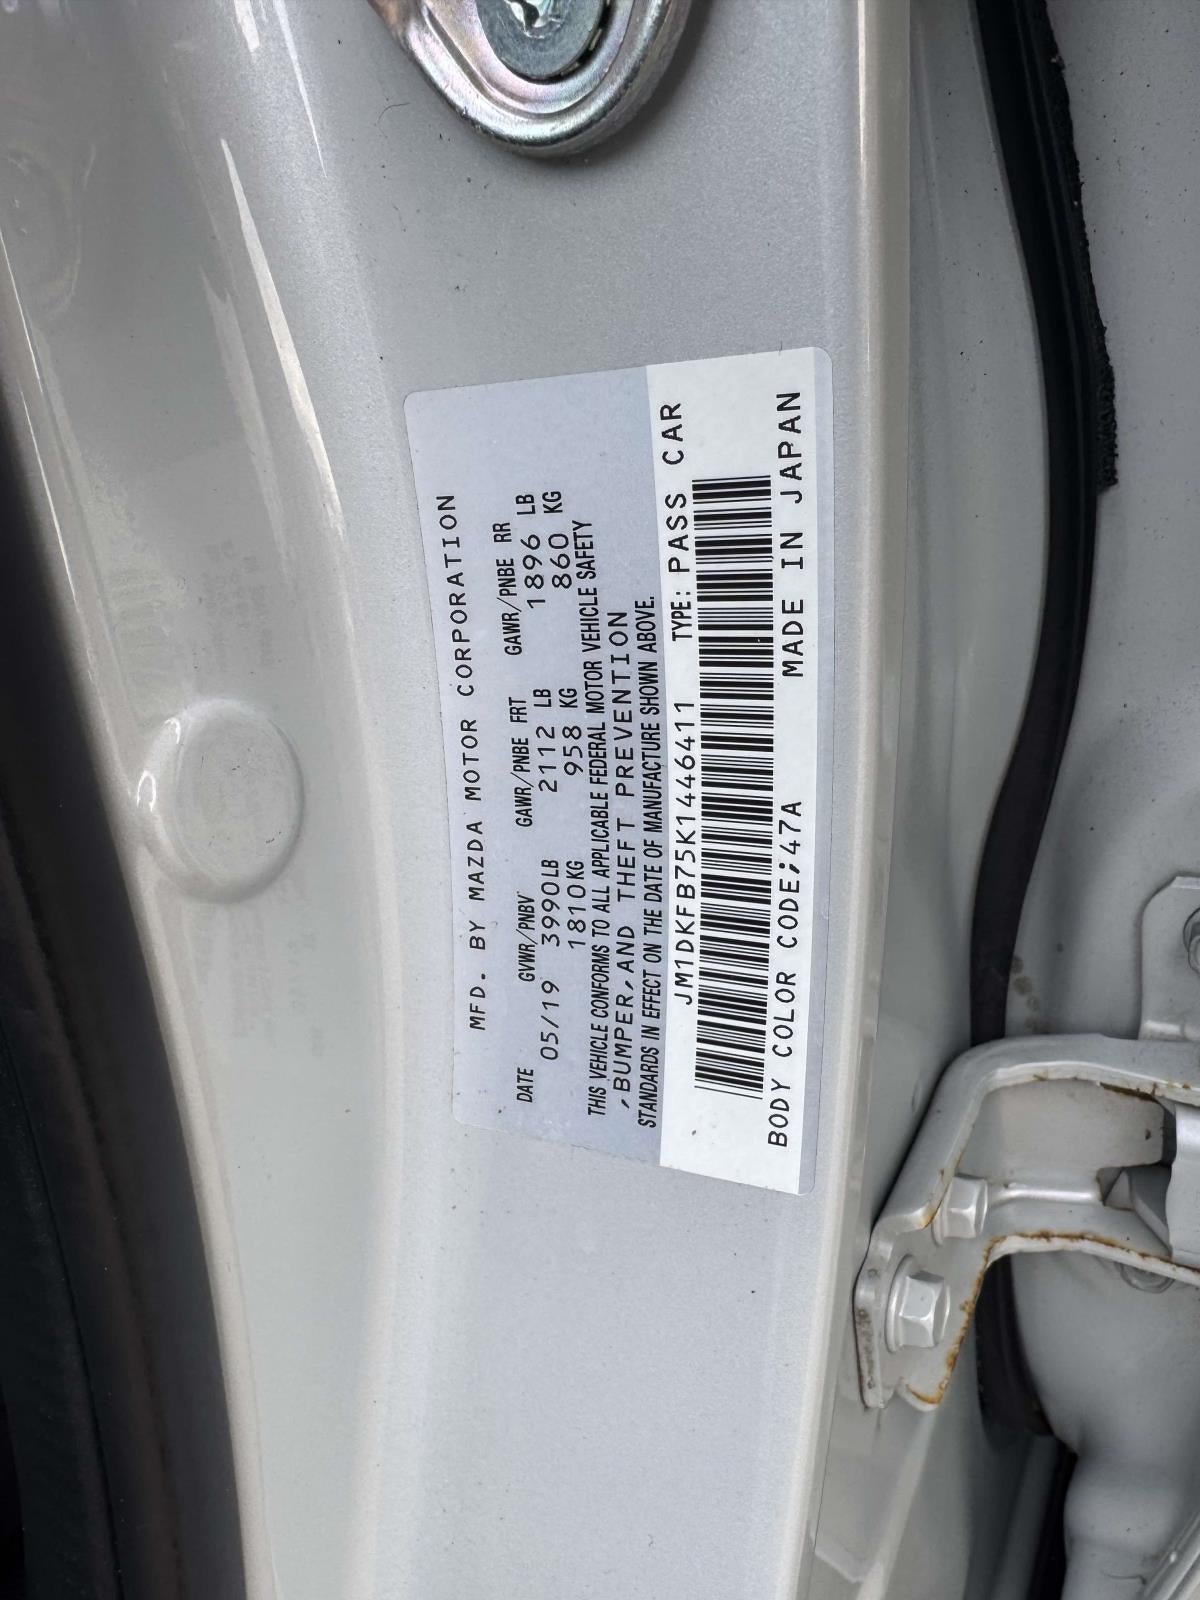 MFD. BY MAZDA MOTOR CORPORATION
DATE GVWR/PNBV GAWR/PNBE FRT GAWR/PNBE RR
05/19 3990LB 2112 LB 1896 LB
1810KG 958 KG 860 KG
THIS VEHICLE CONFORMS TO ALL APPLICABLE FEDERAL MOTOR VEHICLE SAFETY
,BUMPER,AND THEFT PREVENTION
STANDARDS IN EFFECT ON THE DATE OF MANUFACTURE SHOWN ABOVE.
JM1DKFB75K1446411 TYPE: PASS CAR
BODY COLOR CODE;47A MADE IN JAPAN